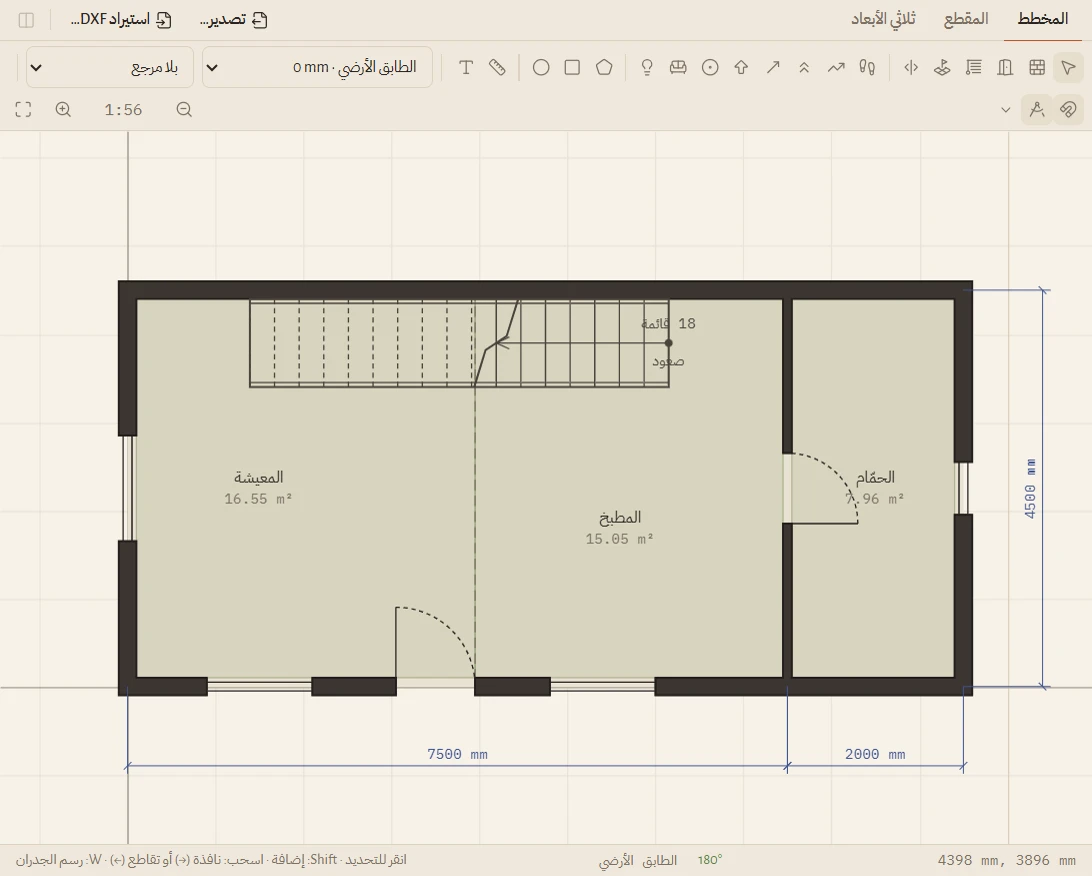 المخطط
المقطع
ثلاثي الأبعاد
تصدير...
استيراد DXF...
الطابق الأرضي · 0 mm
بلا مرجع
1:56
18 قائمة
صعود
المعيشة
16.55 m²
المطبخ
15.05 m²
الحمّام
7.96 m²
4500 mm
7500 mm
2000 mm
انقر للتحديد · Shift: إضافة · اسحب: نافذة (→) أو تقاطع (←) · W: رسم الجدران
الطابق الأرضي
180°
4398 mm, 3896 mm